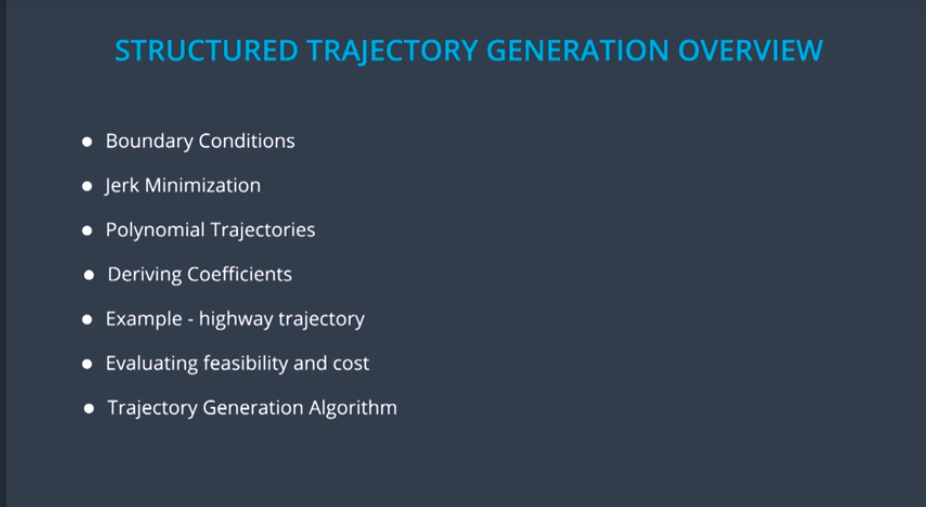 STRUCTURED TRAJECTORY GENERATION OVERVIEW
● Boundary Conditions
● Jerk Minimization
● Polynomial Trajectories
● Deriving Coefficients
● Example - highway trajectory
● Evaluating feasibility and cost
● Trajectory Generation Algorithm